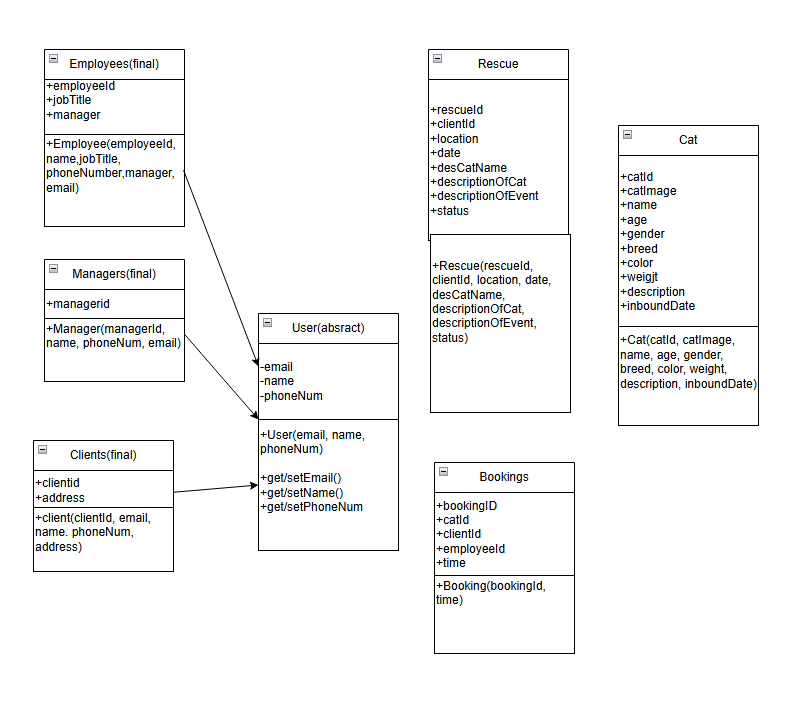 Employees(final)
+employeeId
+jobTitle
+manager
+Employee(employeeId,
name,jobTitle,
phoneNumber,manager,
email)
Managers(final)
+managerid
+Manager(managerId,
name, phoneNum, email)
Clients(final)
+clientid
+address
+client(clientId, email,
name. phoneNum,
address)
User(absract)
-email
-name
-phoneNum
+User(email, name,
phoneNum)
+get/setEmail()
+get/setName()
+get/setPhoneNum
Rescue
+rescueId
+clientId
+location
+date
+desCatName
+descriptionOfCat
+descriptionOfEvent
+status
+Rescue(rescueId,
clientId, location, date,
desCatName,
descriptionOfCat,
descriptionOfEvent,
status)
Bookings
+bookingID
+catId
+clientId
+employeeId
+time
+Booking(bookingId,
time)
Cat
+catId
+catImage
+name
+age
+gender
+breed
+color
+weigjt
+description
+inboundDate
+Cat(catId, catImage,
name, age, gender,
breed, color, weight,
description, inboundDate)